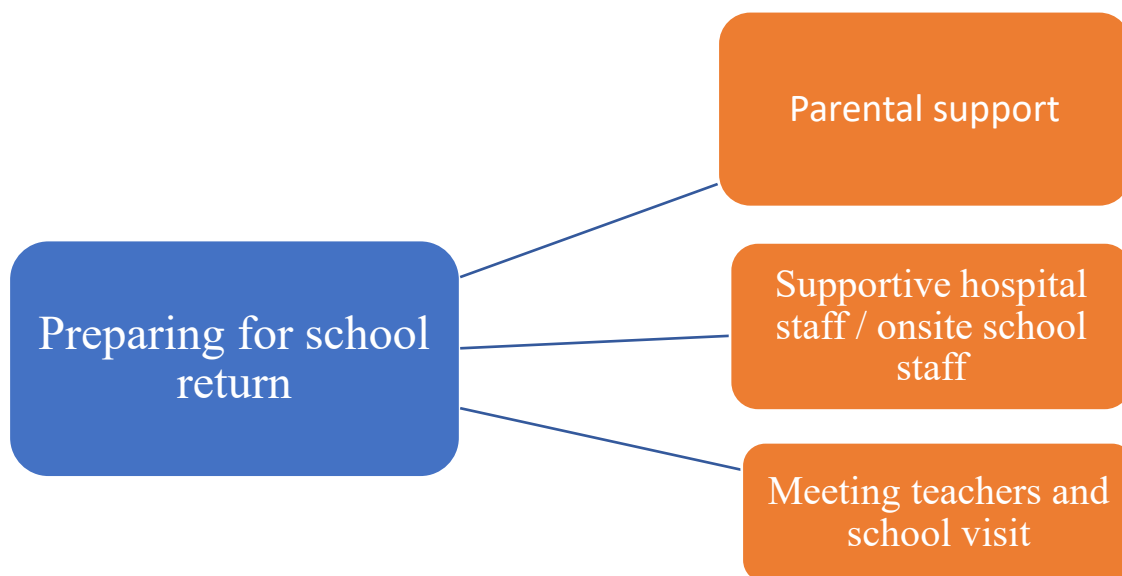 Parental support
Preparing for school
return
Supportive hospital
staff / onsite school
staff
Meeting teachers and
school visit